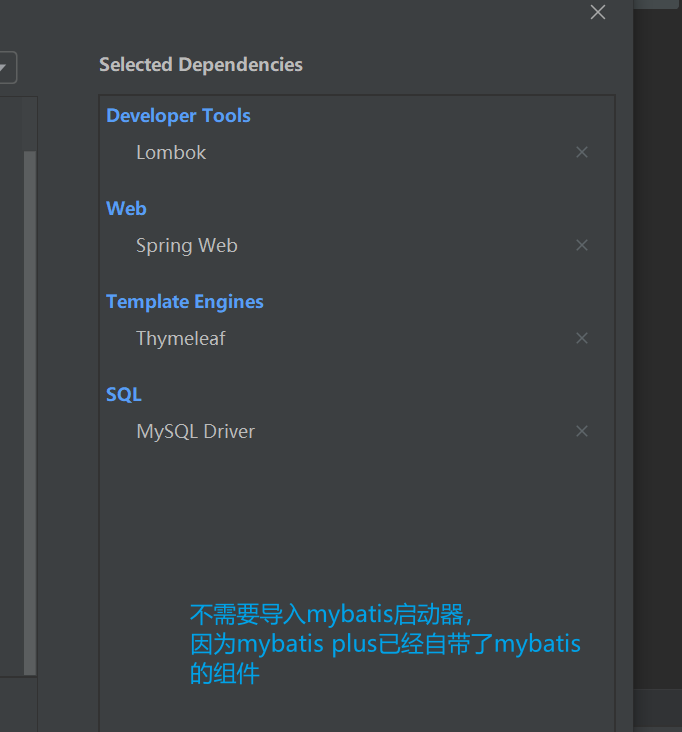 Selected Dependencies
Developer Tools
Lombok
Web
Spring Web
Template Engines
Thymeleaf
SQL
MySQL Driver
不需要导入mybatis启动器，
因为mybatis plus已经自带了mybatis
的组件